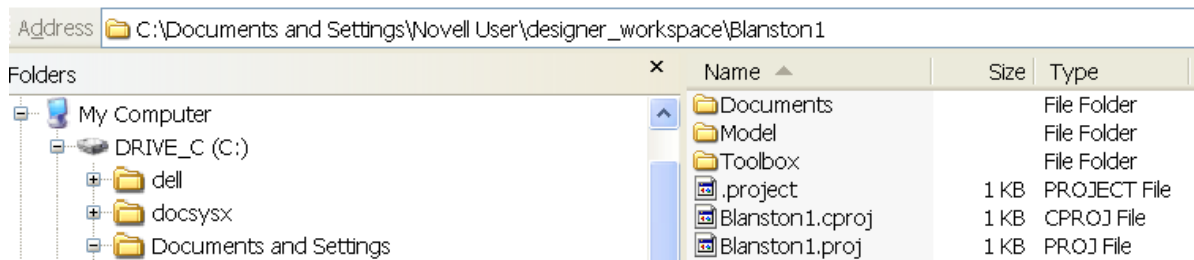 Address C:\Documents and Settings\Novell User\designer_workspace\Blanston1
Folders ×
My Computer
DRIVE_C (C:)
dell
docsysx
Documents and Settings
Name Size Type
Documents File Folder
Model File Folder
Toolbox File Folder
.project 1 KB PROJECT File
Blanston1.cproj 1 KB CPROJ File
Blanston1.proj 1 KB PROJ File